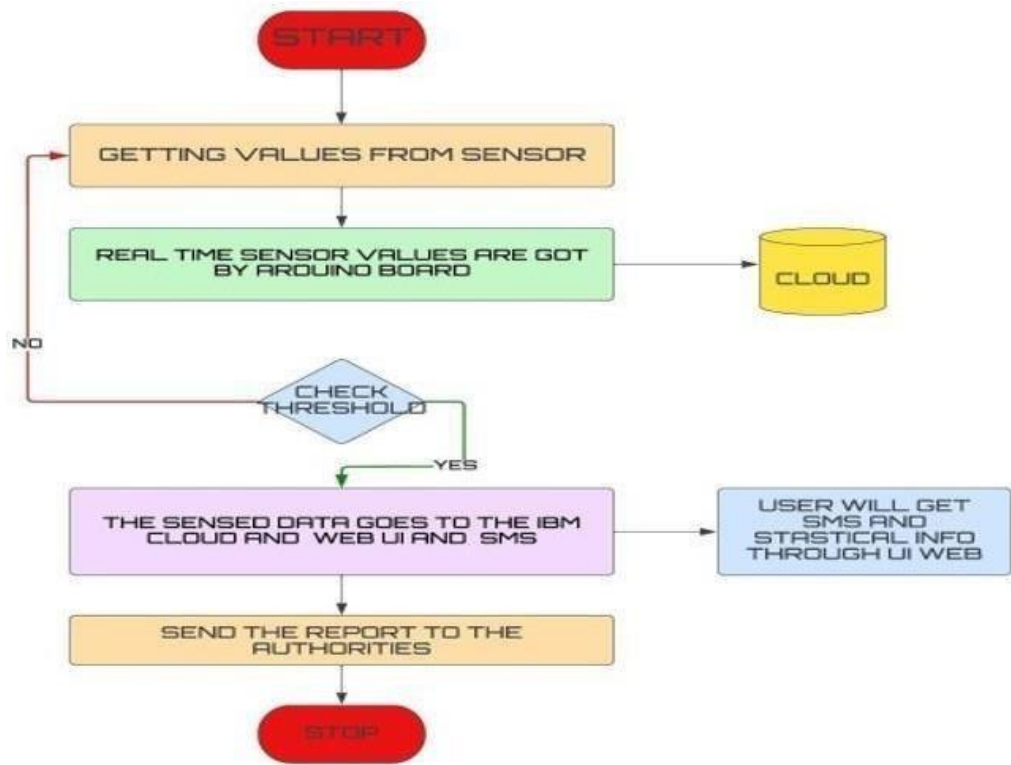 START
GETTING VALUES FROM SENSOR
REAL TIME SENSOR VALUES ARE GOT
BY ARDUINO BOARD
CLOUD
NO
CHECK
THRESHOLD
YES
THE SENSED DATA GOES TO THE IBM
CLOUD AND WEB UI AND SMS
USER WILL GET
SMS AND
STASTICAL INFO
THROUGH UI WEB
SEND THE REPORT TO THE
AUTHORITIES
STOP